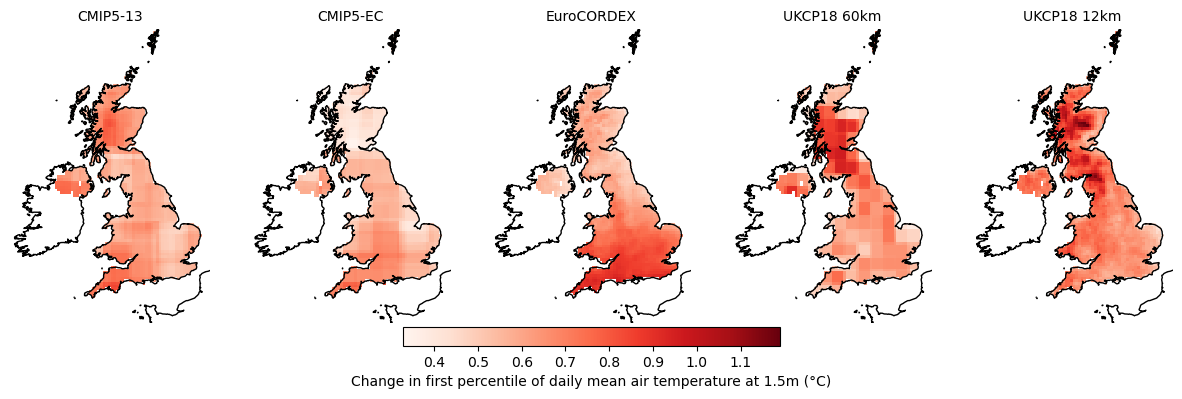 CMIP5-13
CMIP5-EC
EuroCORDEX
UKCP18 60km
UKCP18 12km
0.4 0.5 0.6 0.7 0.8 0.9 1.0 1.1
Change in first percentile of daily mean air temperature at 1.5m (°C)